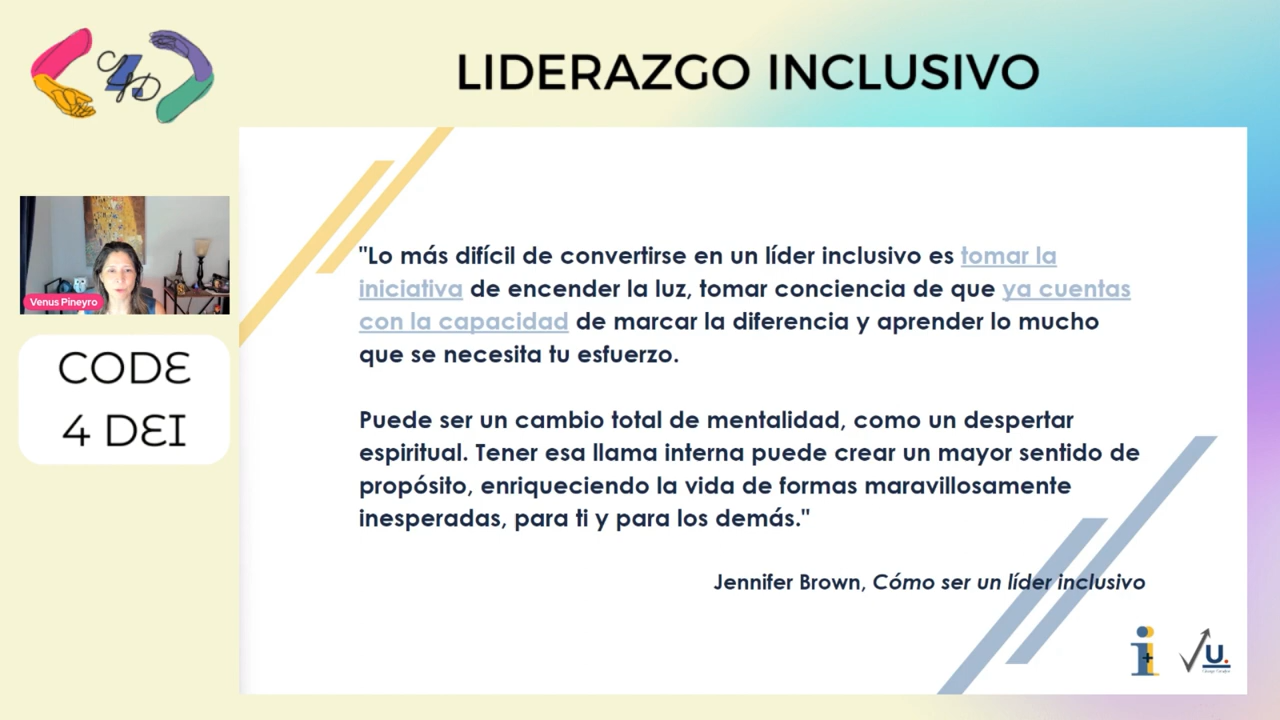 LIDERAZGO INCLUSIVO
Venus Pineyro
CODE
4 DEI
"Lo más difícil de convertirse en un líder inclusivo es tomar la
iniciativa de encender la luz, tomar conciencia de que ya cuentas
con la capacidad de marcar la diferencia y aprender lo mucho
que se necesita tu esfuerzo.
Puede ser un cambio total de mentalidad, como un despertar
espiritual. Tener esa llama interna puede crear un mayor sentido de
propósito, enriqueciendo la vida de formas maravillosamente
inesperadas, para ti y para los demás."
Jennifer Brown, Cómo ser un líder inclusivo
U.